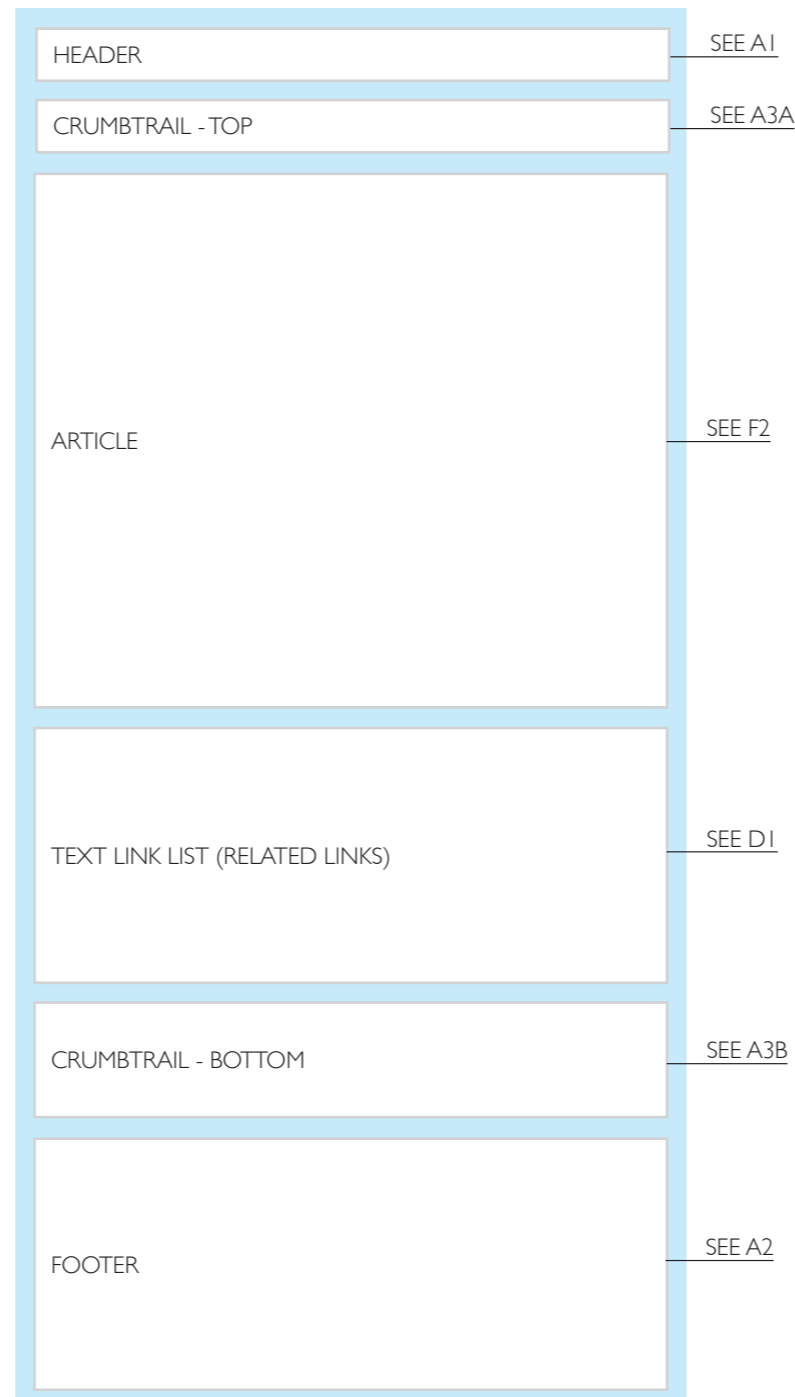 HEADER
SEE A1
CRUMBTRAIL - TOP
SEE A3A
ARTICLE
SEE F2
TEXT LINK LIST (RELATED LINKS)
SEE D1
CRUMBTRAIL - BOTTOM
SEE A3B
FOOTER
SEE A2